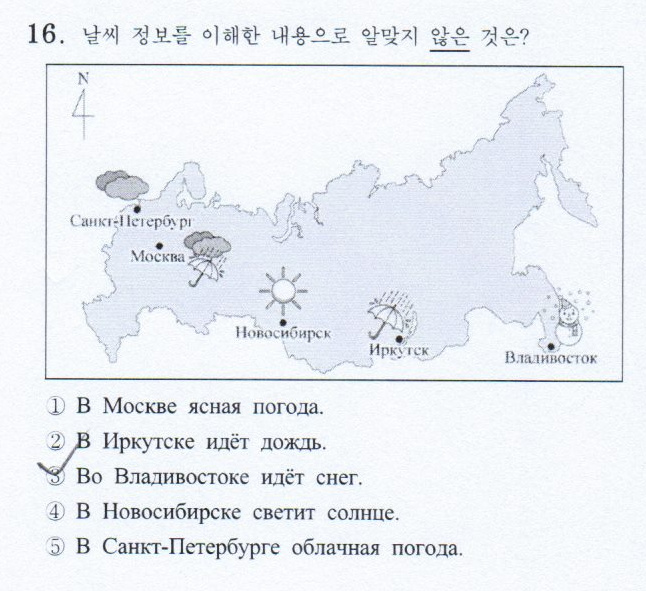 16. 날씨 정보를 이해한 내용으로 알맞지 않은 것은?
N
Санкт-Петербург
Москва
Новосибирск
Иркутск
Владивосток
① В Москве ясная погода.
② В Иркутске идёт дождь.
③ Во Владивостоке идёт снег.
④ В Новосибирске светит солнце.
⑤ В Санкт-Петербурге облачная погода.